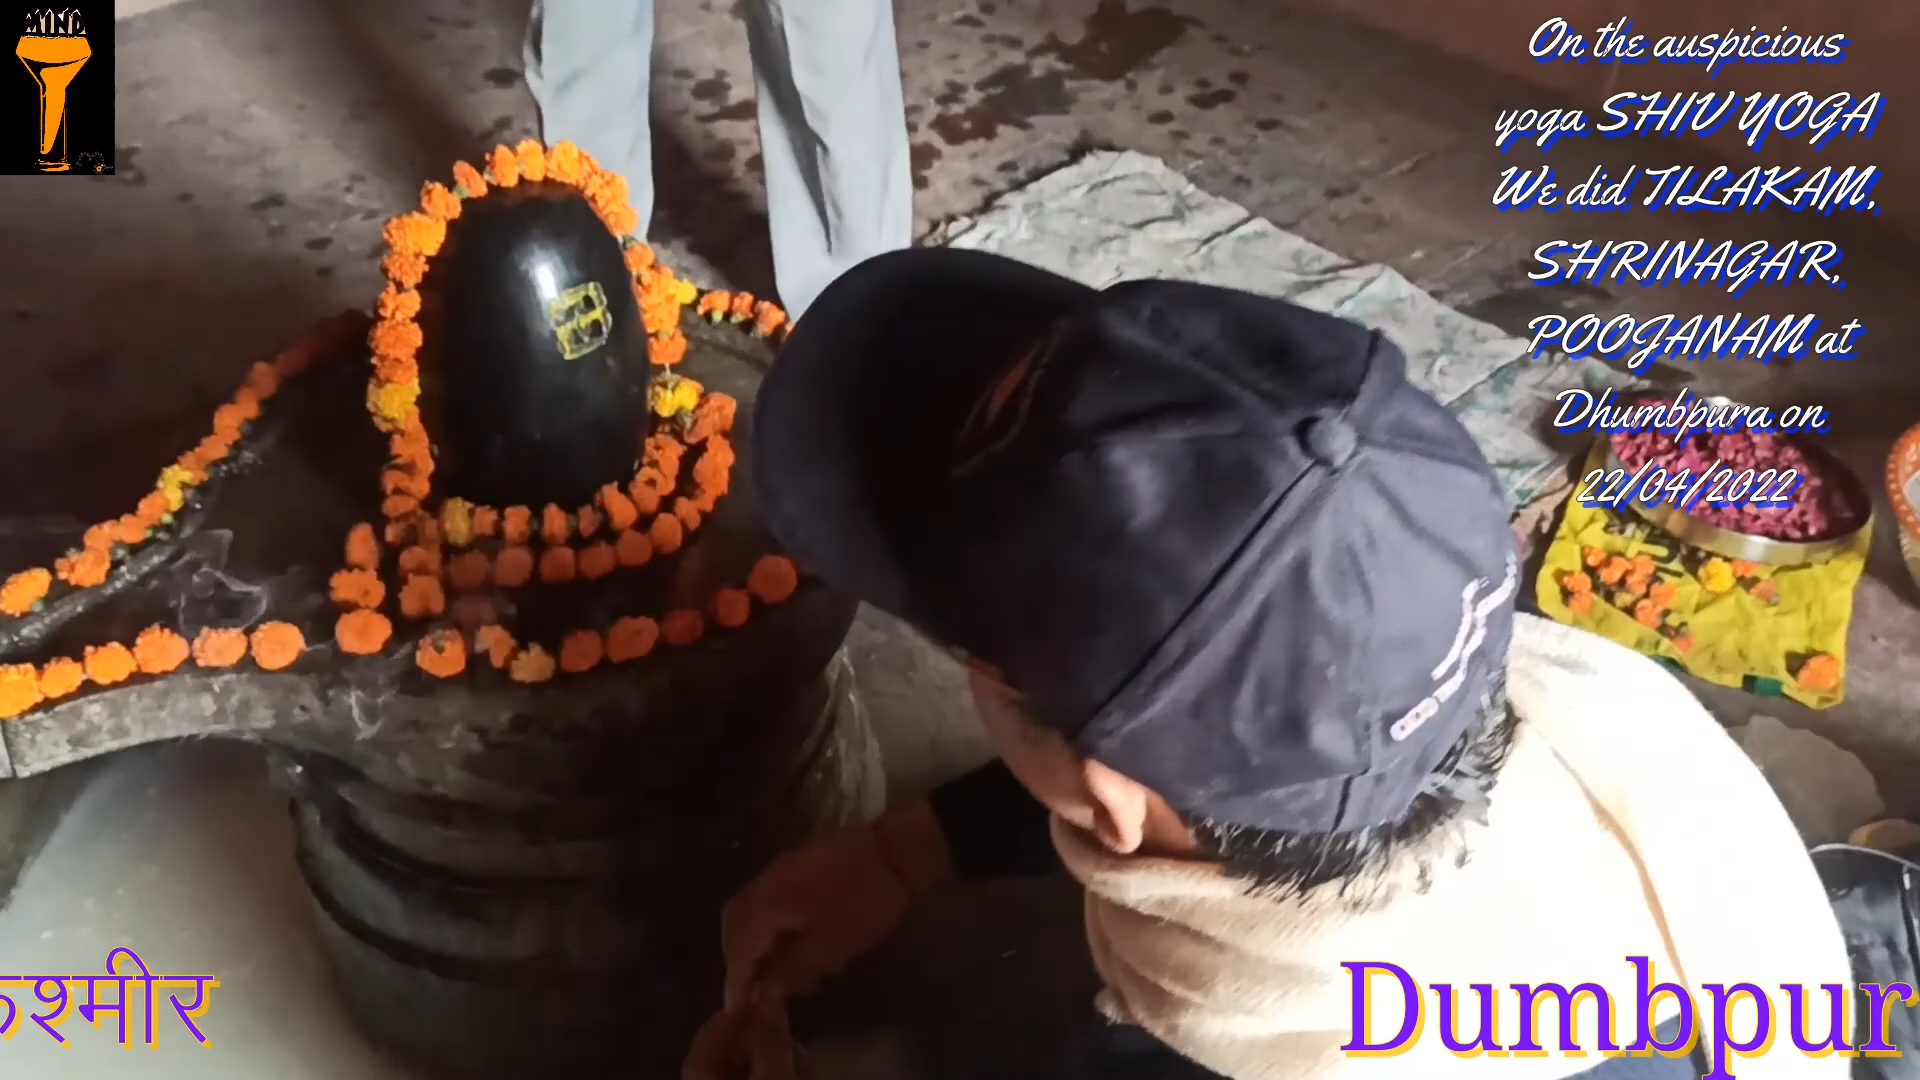 MIND
On the auspicious
yoga SHIV YOGA
We did TILAKAM,
SHRINAGAR,
POOJANAM at
Dhumbpura on
22/04/2022
कश्मीर
Dumbpur